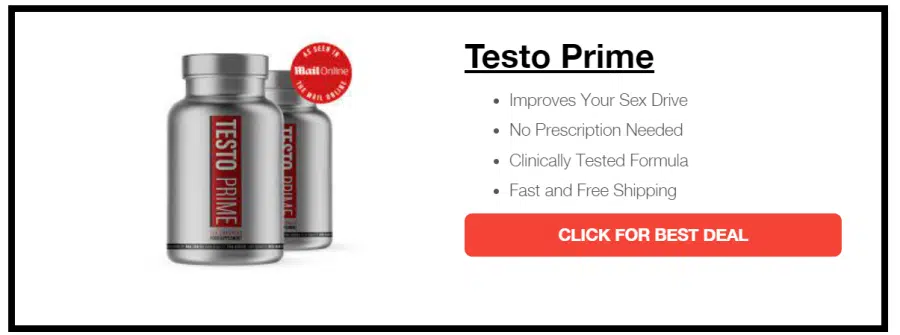 Testo Prime
Improves Your Sex Drive
No Prescription Needed
Clinically Tested Formula
Fast and Free Shipping
CLICK FOR BEST DEAL
AS SEEN IN
Mail Online
THE MAIL ONLINE
TESTO PRIME
TESTO PRIME